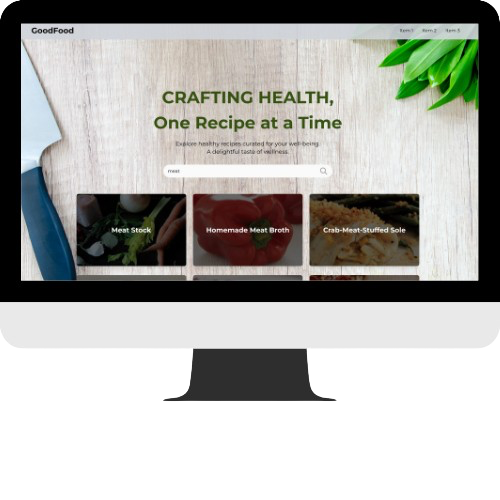 GoodFood
Item 1 Item 2 Item 3
CRAFTING HEALTH,
One Recipe at a Time
Explore healthy recipes curated for your well-being.
A delightful taste of wellness.
meat
Meat Stock
Homemade Meat Broth
Crab-Meat-Stuffed Sole